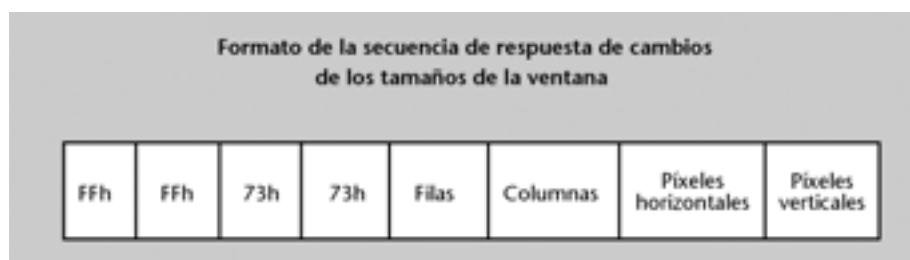 Formato de la secuencia de respuesta de cambios
de los tamaños de la ventana
FFh FFh 73h 73h Filas Columnas Píxeles horizontales Píxeles verticales